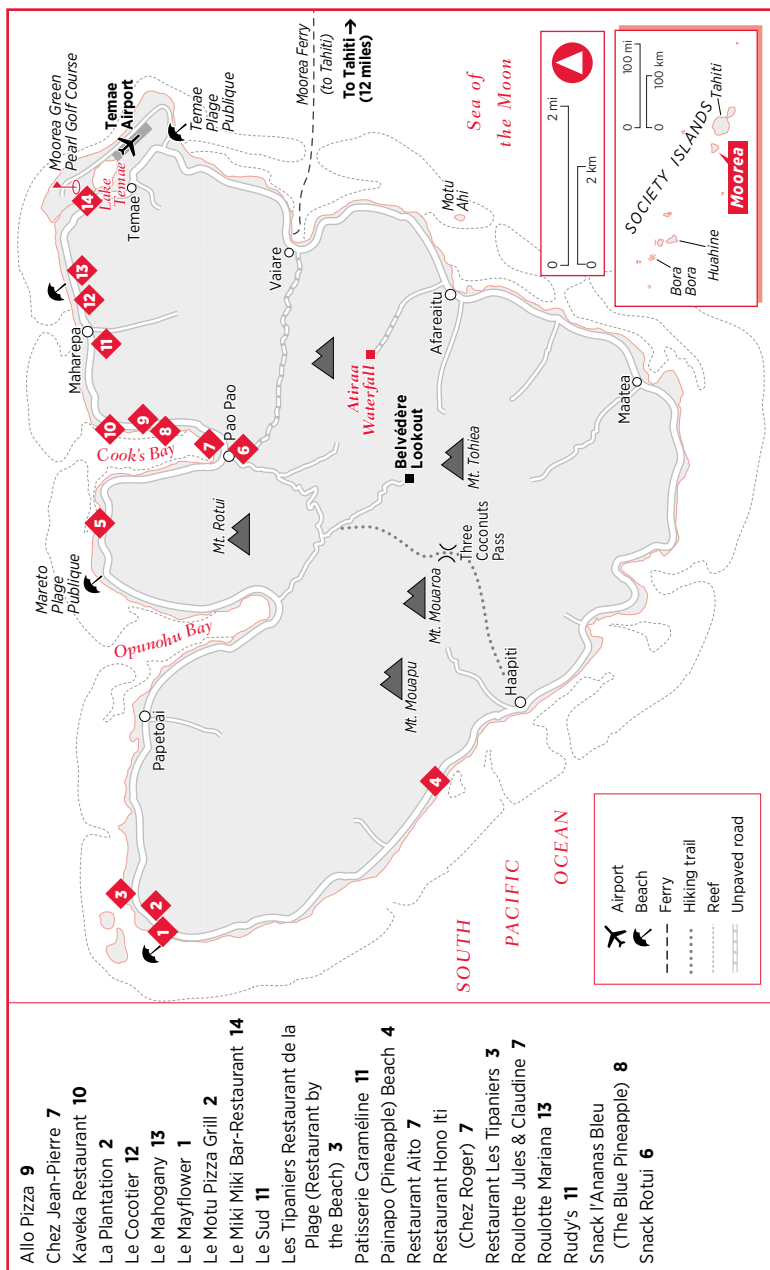 Allo Pizza 9
Chez Jean-Pierre 7
Kaveka Restaurant 10
La Plantation 2
Le Cocotier 12
Le Mahogany 13
Le Mayflower 1
Le Motu Pizza Grill 2
Le Miki Miki Bar-Restaurant 14
Le Sud 11
Les Tipaniers Restaurant de la
Plage (Restaurant by
the Beach) 3
Patisserie Caraméline 11
Painapo (Pineapple) Beach 4
Restaurant Aito 7
Restaurant Hono Iti
(Chez Roger) 7
Restaurant Les Tipaniers 3
Roulotte Jules & Claudine 7
Roulotte Mariana 13
Rudy's 11
Snack l'Ananas Bleu
(The Blue Pineapple) 8
Snack Rotui 6
Mareto
Plage
Publique
Opunohu Bay
Papetoai
Cook's Bay
Maharepa
Pao Pao
Mt. Rotui
Moorea Green
Pearl Golf Course
Lake
Temae
Temae
Temae
Airport
Temae
Plage
Publique
Vaiare
Moorea Ferry
(to Tahiti)
To Tahiti →
(12 miles)
Sea of
the Moon
Motu
Ahi
Afareaitu
Atiraa
Waterfall
Belvédère
Lookout
Mt. Tohiea
Three
Coconuts
Pass
Mt. Mouaroa
Mt. Mouapu
Haapiti
Maatea
SOUTH
PACIFIC
OCEAN
1
2
3
4
5
6
7
8
9
10
11
12
13
14
Airport
Beach
Ferry
Hiking trail
Reef
Unpaved road
0 2 mi
0 2 km
0 100 mi
0 100 km
SOCIETY ISLANDS
Bora
Bora
Huahine
Moorea
Tahiti